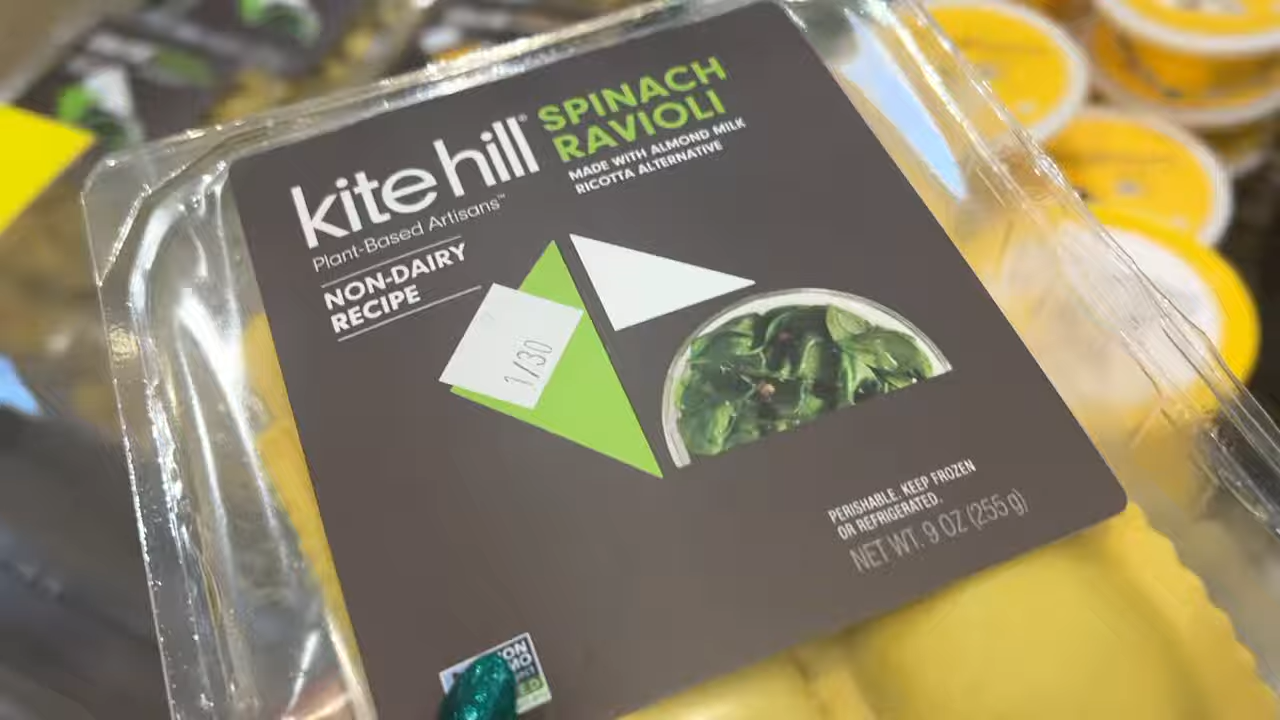 kite hill®
Plant-Based Artisans™
NON-DAIRY
RECIPE
SPINACH
RAVIOLI
MADE WITH ALMOND MILK
RICOTTA ALTERNATIVE
1/30
PERISHABLE. KEEP FROZEN
OR REFRIGERATED.
NET WT. 9 OZ (255 g)